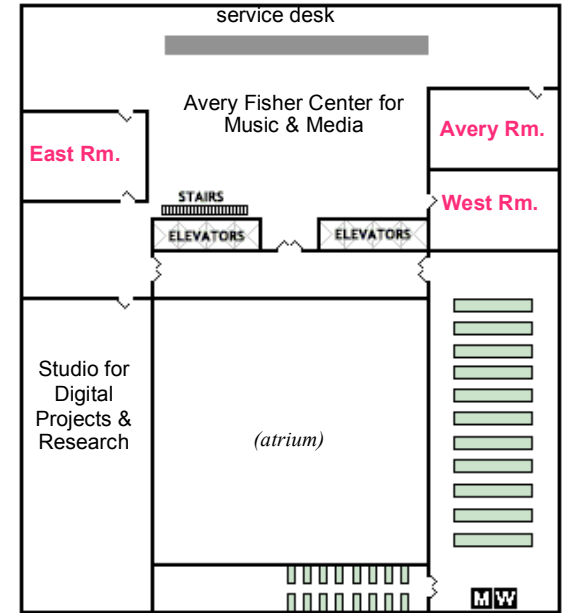 service desk
Avery Fisher Center for
Music & Media
Avery Rm.
East Rm.
West Rm.
STAIRS
ELEVATORS
ELEVATORS
Studio for
Digital
Projects &
Research
(atrium)
M W